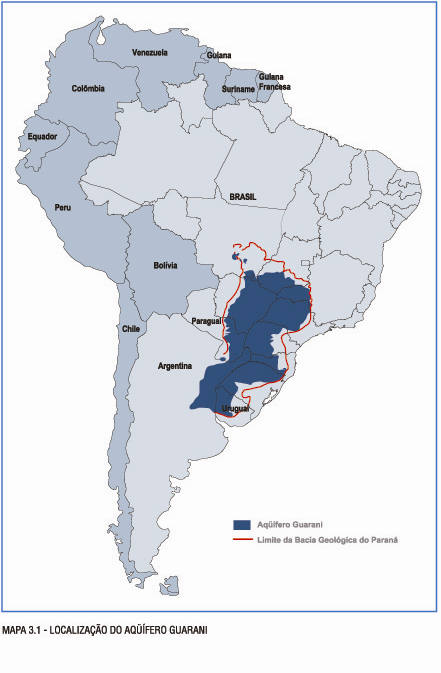 Venezuela
Guiana
Colômbia
Suriname
Guiana
Francesa
Equador
BRASIL
Peru
Bolívia
Paraguai
Chile
Argentina
Uruguai
Aqüífero Guarani
Limite da Bacia Geológica do Paraná
MAPA 3.1 - LOCALIZAÇÃO DO AQÜÍFERO GUARANI